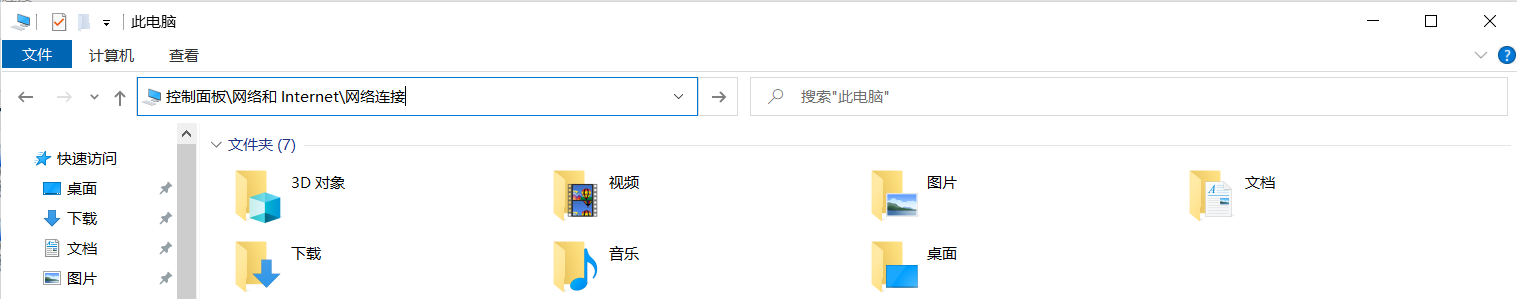 此电脑
文件 计算机 查看
控制面板\网络和 Internet\网络连接
搜索"此电脑"
快速访问
桌面
下载
文档
图片
文件夹 (7)
3D 对象 视频 图片 文档
下载 音乐 桌面